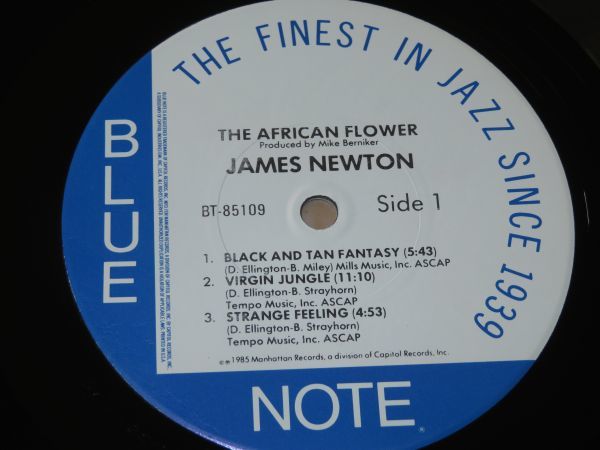 THE FINEST IN JAZZ SINCE 1939
BLUE
THE AFRICAN FLOWER
Produced by Mike Berniker
JAMES NEWTON
BT-85109
Side 1
1. BLACK AND TAN FANTASY (5:43)
(D. Ellington-B. Miley) Mills Music, Inc. ASCAP
2. VIRGIN JUNGLE (11:10)
(D. Ellington-B. Strayhorn)
Tempo Music, Inc. ASCAP
3. STRANGE FEELING (4:53)
(D. Ellington-B. Strayhorn)
Tempo Music, Inc. ASCAP
©℗1985 Manhattan Records, a division of Capitol Records, Inc.
NOTE®